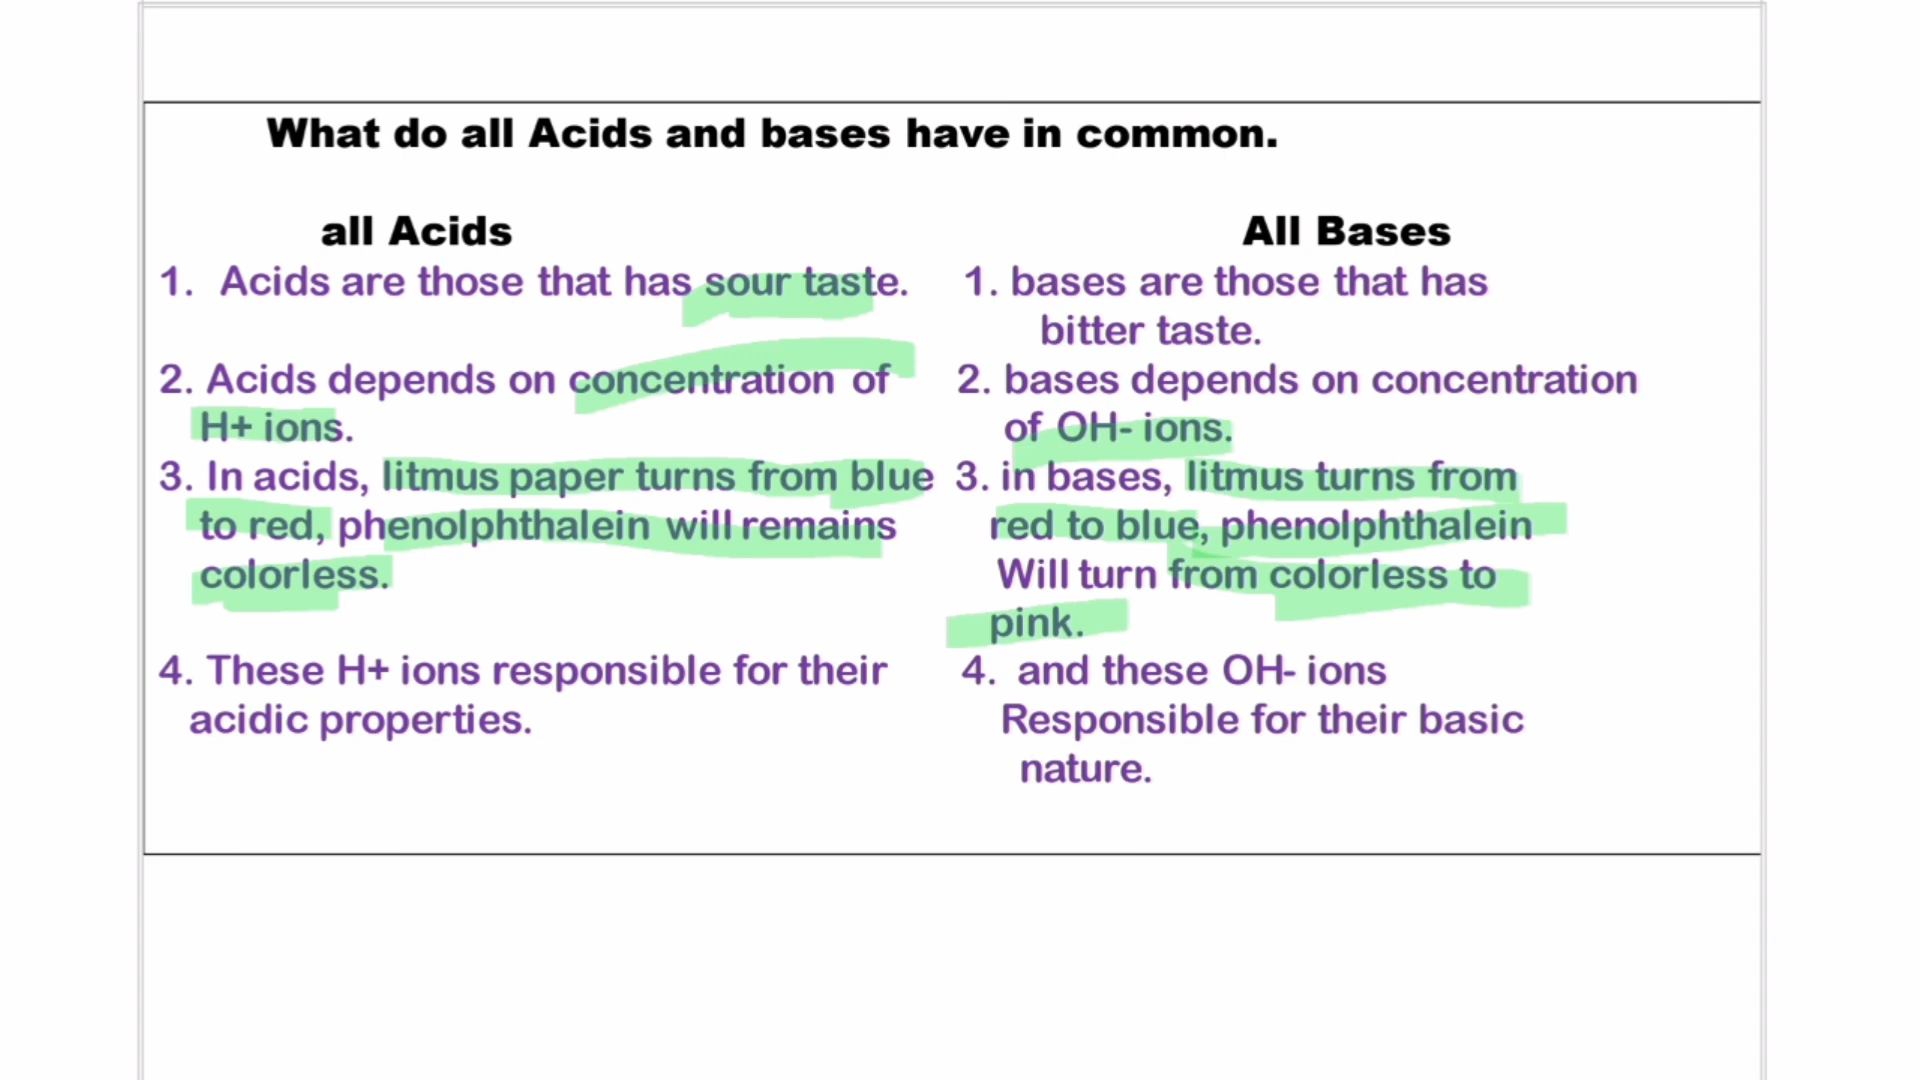 What do all Acids and bases have in common.
all Acids
1. Acids are those that has sour taste.
2. Acids depends on concentration of
H+ ions.
3. In acids, litmus paper turns from blue
to red, phenolphthalein will remains
colorless.
4. These H+ ions responsible for their
acidic properties.
All Bases
1. bases are those that has
bitter taste.
2. bases depends on concentration
of OH- ions.
3. in bases, litmus turns from
red to blue, phenolphthalein
Will turn from colorless to
pink.
4. and these OH- ions
Responsible for their basic
nature.